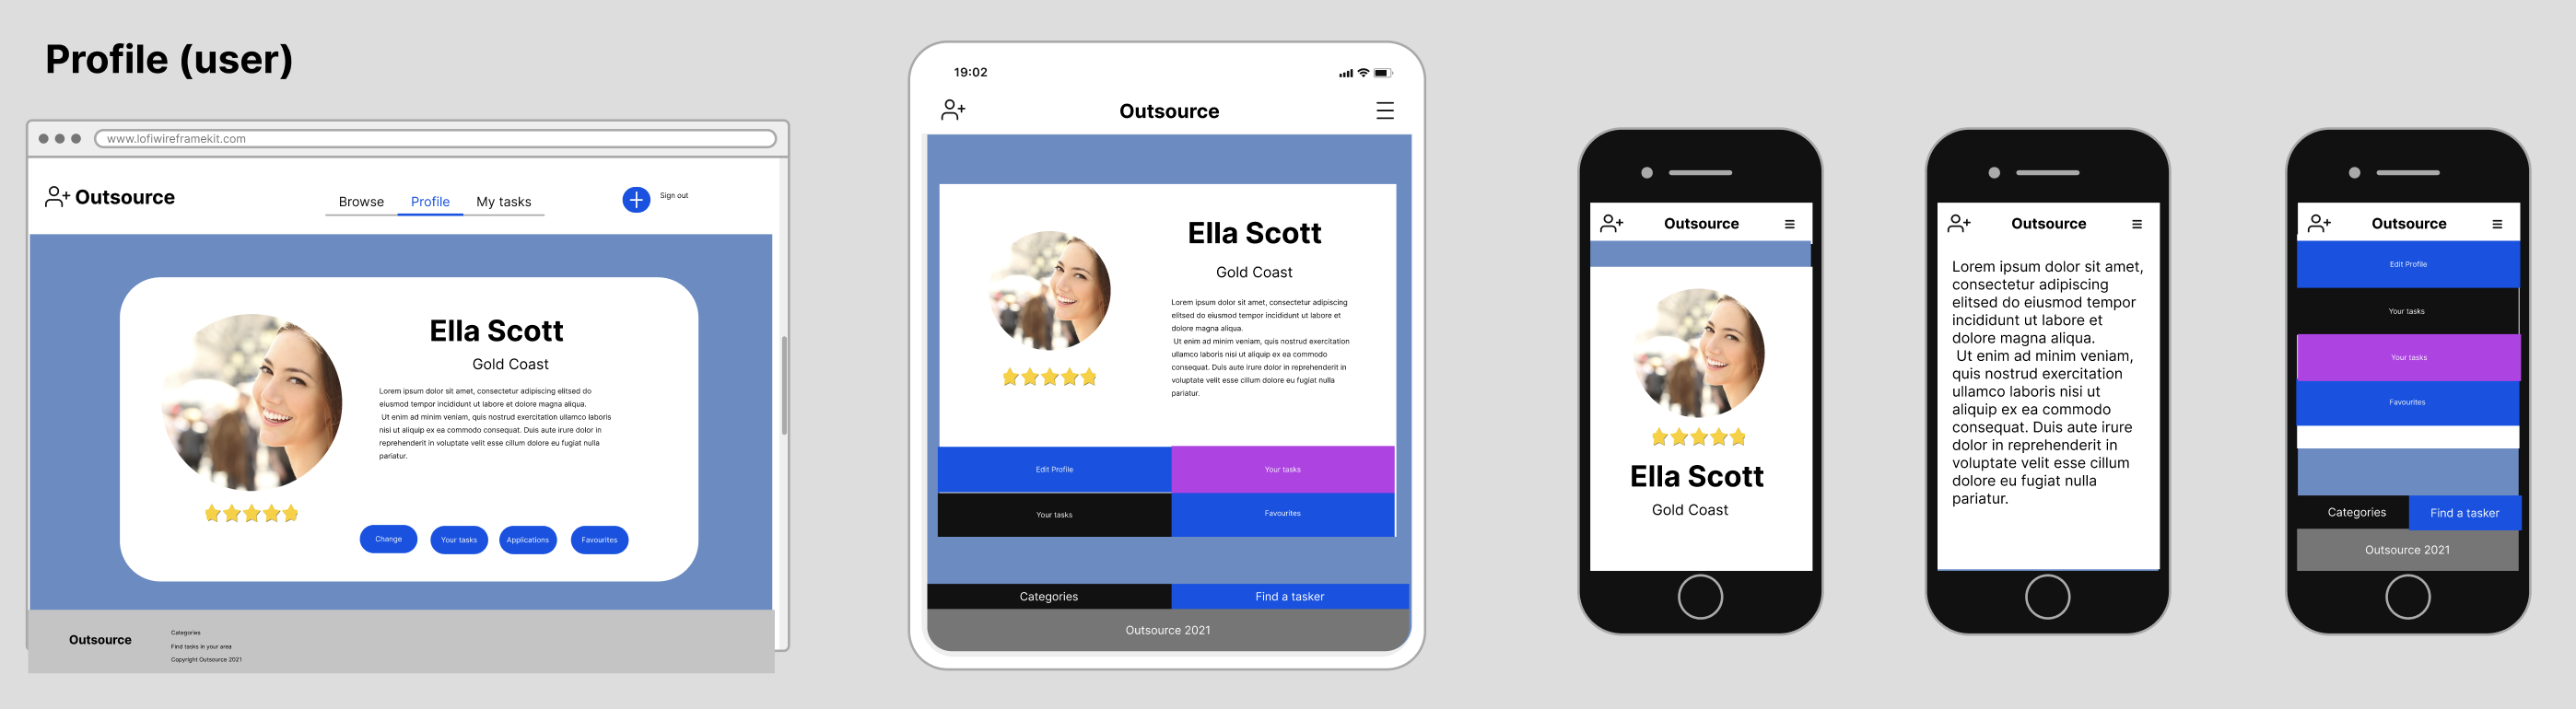 Profile (user)
www.lofiwireframekit.com
Outsource
Browse
Profile
My tasks
Sign out
Ella Scott
Gold Coast
Lorem ipsum dolor sit amet, consectetur adipiscing elitsed do
eiusmod tempor incididunt ut labore et dolore magna aliqua.
Ut enim ad minim veniam, quis nostrud exercitation ullamco laboris
nisi ut aliquip ex ea commodo consequat. Duis aute irure dolor in
reprehenderit in voluptate velit esse cillum dolore eu fugiat nulla
pariatur.
Change
Your tasks
Applications
Favourites
Outsource
Categories
Find tasks in your area
Copyright Outsource 2021
19:02
Outsource
Ella Scott
Gold Coast
Lorem ipsum dolor sit amet, consectetur adipiscing
elitsed do eiusmod tempor incididunt ut labore et
dolore magna aliqua.
Ut enim ad minim veniam, quis nostrud exercitation
ullamco laboris nisi ut aliquip ex ea commodo
consequat. Duis aute irure dolor in reprehenderit in
voluptate velit esse cillum dolore eu fugiat nulla
pariatur.
Edit Profile
Your tasks
Your tasks
Favourites
Categories
Find a tasker
Outsource 2021
Outsource
Ella Scott
Gold Coast
Outsource
Lorem ipsum dolor sit amet,
consectetur adipiscing
elitsed do eiusmod tempor
incididunt ut labore et
dolore magna aliqua.
Ut enim ad minim veniam,
quis nostrud exercitation
ullamco laboris nisi ut
aliquip ex ea commodo
consequat. Duis aute irure
dolor in reprehenderit in
voluptate velit esse cillum
dolore eu fugiat nulla
pariatur.
Outsource
Edit Profile
Your tasks
Your tasks
Favourites
Categories
Find a tasker
Outsource 2021